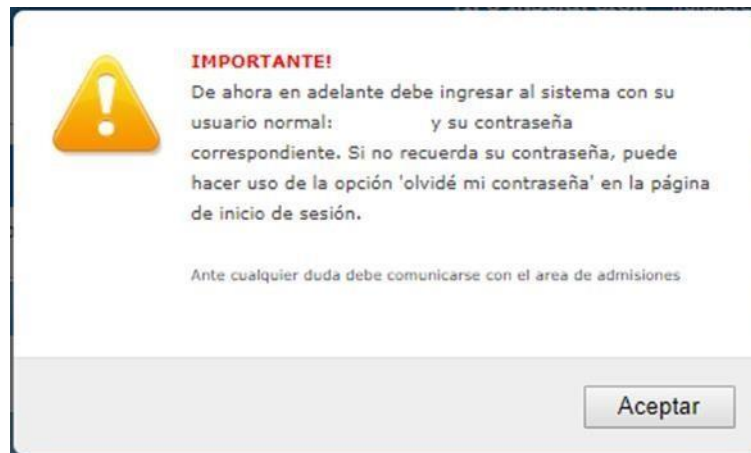 IMPORTANTE!
De ahora en adelante debe ingresar al sistema con su
usuario normal: y su contraseña
correspondiente. Si no recuerda su contraseña, puede
hacer uso de la opción 'olvidé mi contraseña' en la página
de inicio de sesión.
Ante cualquier duda debe comunicarse con el area de admisiones
Aceptar